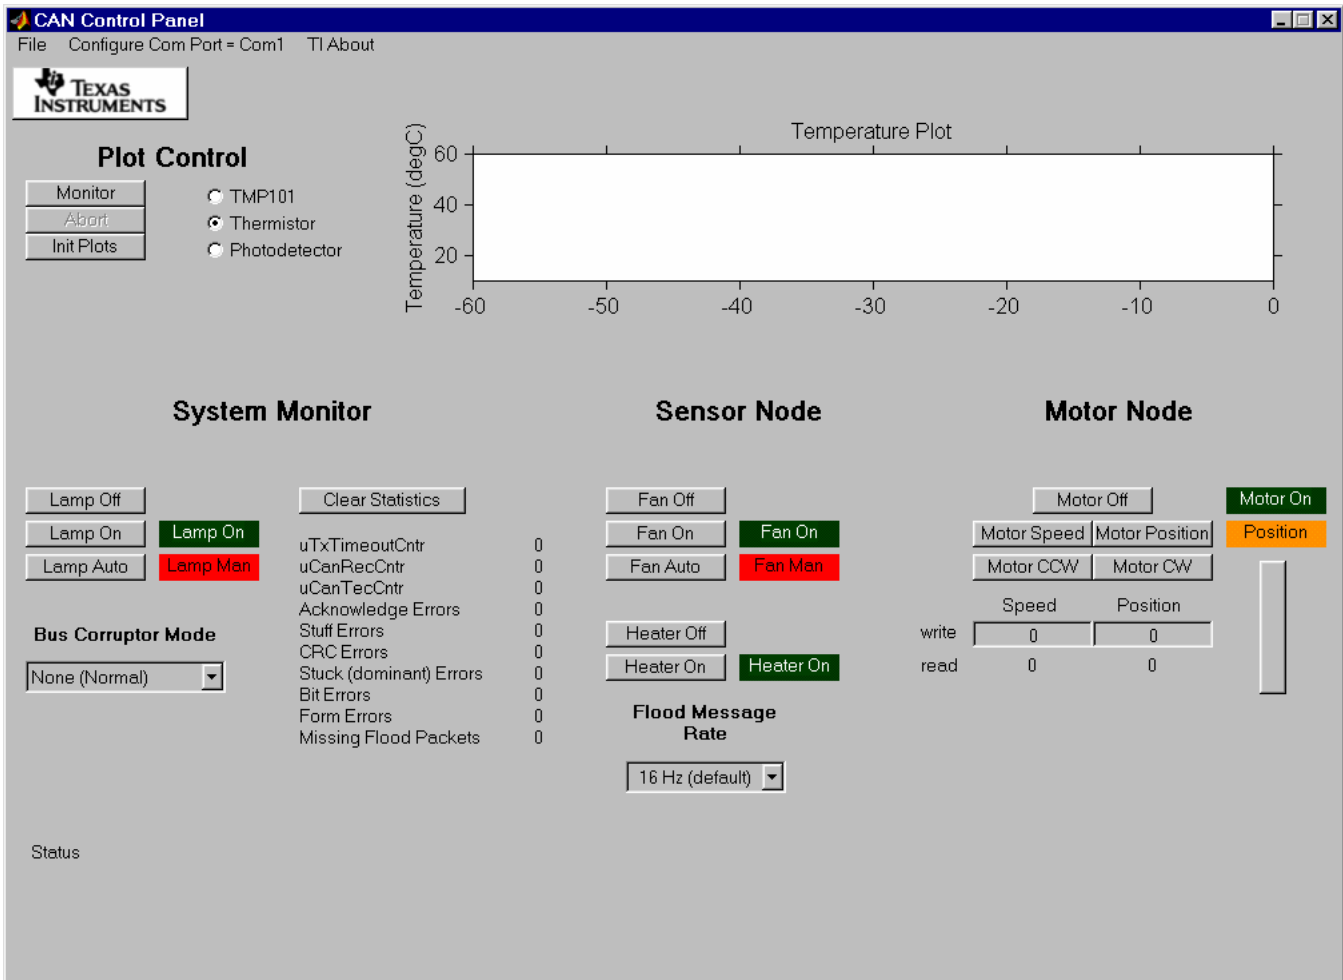 CAN Control Panel
File Configure Com Port = Com1 TI About
TEXAS
INSTRUMENTS
Plot Control
Monitor
Abort
Init Plots
TMP101
Thermistor
Photodetector
Temperature Plot
Temperature (degC)
60
40
20
-60 -50 -40 -30 -20 -10 0
System Monitor
Lamp Off
Lamp On Lamp On
Lamp Auto Lamp Man
Bus Corruptor Mode
None (Normal)
Clear Statistics
uTxTimeoutCntr 0
uCanRecCntr 0
uCanTecCntr 0
Acknowledge Errors 0
Stuff Errors 0
CRC Errors 0
Stuck (dominant) Errors 0
Bit Errors 0
Form Errors 0
Missing Flood Packets 0
Sensor Node
Fan Off
Fan On Fan On
Fan Auto Fan Man
Heater Off
Heater On Heater On
Flood Message
Rate
16 Hz (default)
Motor Node
Motor Off Motor On
Motor Speed Motor Position Position
Motor CCW Motor CW
Speed Position
write 0 0
read 0 0
Status